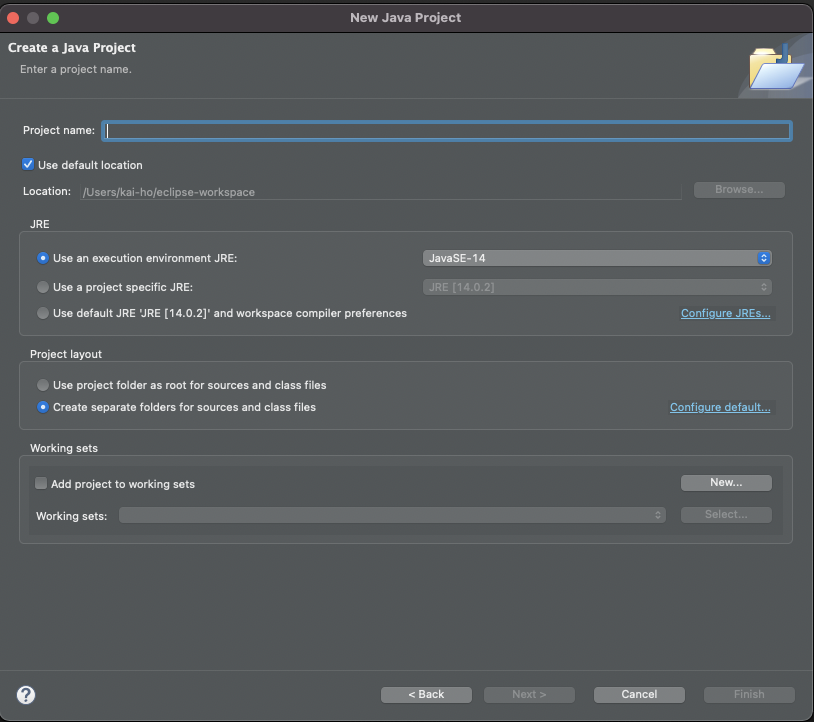 New Java Project
Create a Java Project
Enter a project name.
Project name:
Use default location
Location: /Users/kai-ho/eclipse-workspace Browse...
JRE
Use an execution environment JRE: JavaSE-14
Use a project specific JRE: JRE [14.0.2]
Use default JRE 'JRE [14.0.2]' and workspace compiler preferences Configure JREs...
Project layout
Use project folder as root for sources and class files
Create separate folders for sources and class files Configure default...
Working sets
Add project to working sets New...
Working sets: Select...
? < Back Next > Cancel Finish